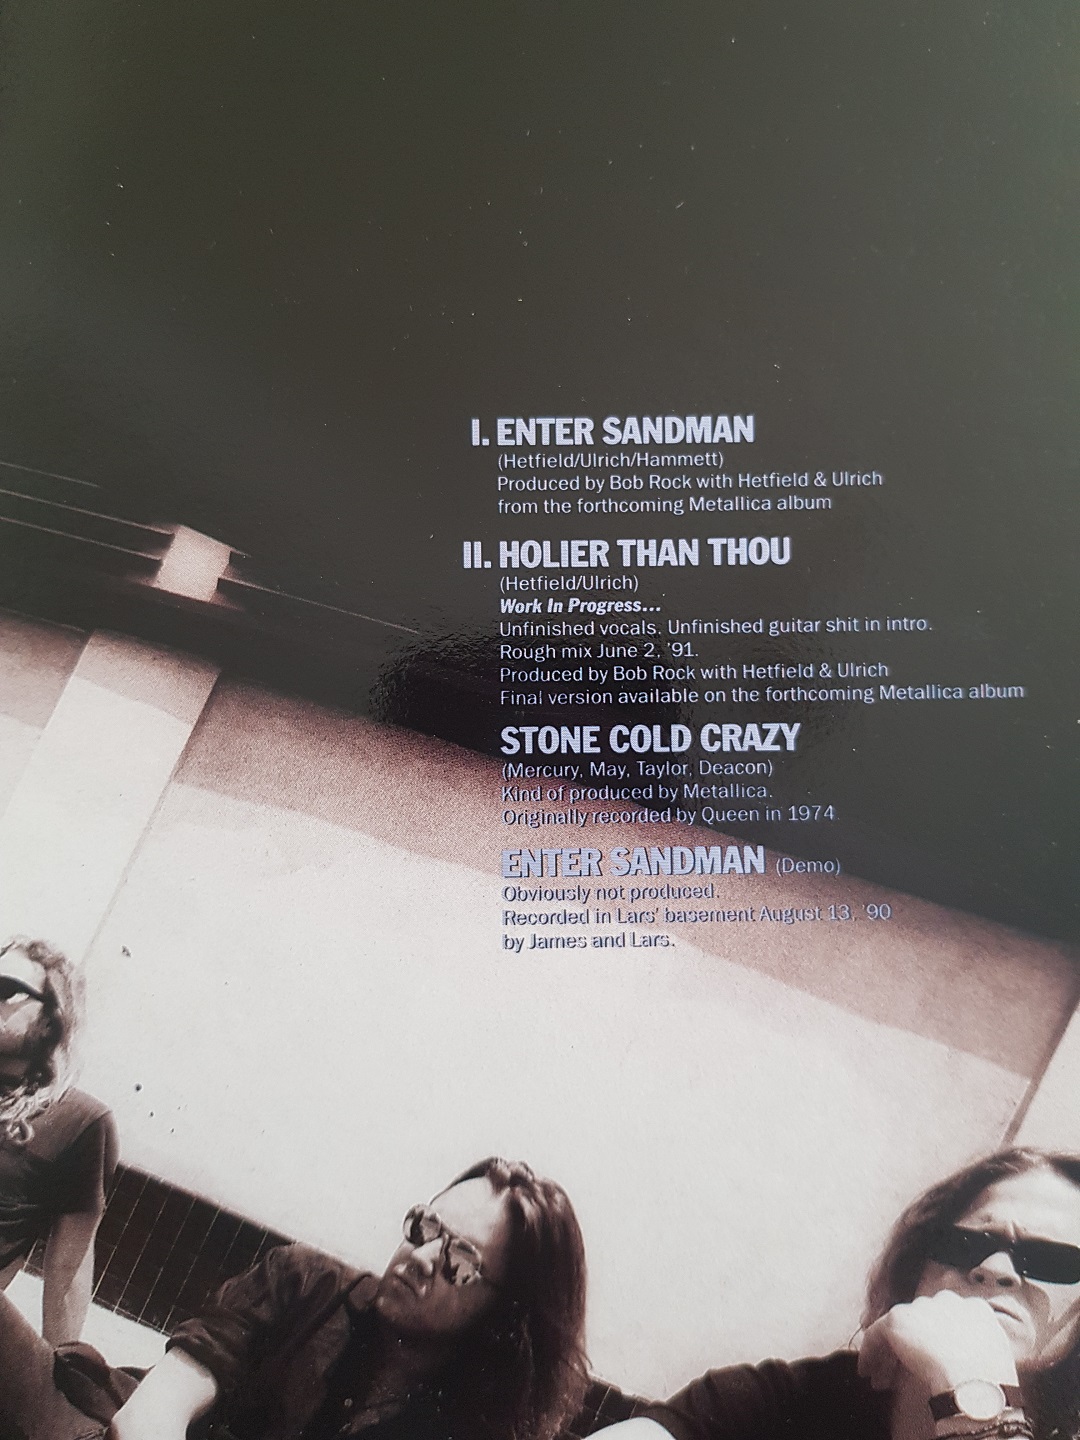 I. ENTER SANDMAN
(Hetfield/Ulrich/Hammett)
Produced by Bob Rock with Hetfield & Ulrich
from the forthcoming Metallica album
II. HOLIER THAN THOU
(Hetfield/Ulrich)
Work In Progress...
Unfinished vocals. Unfinished guitar shit in intro.
Rough mix June 2, '91.
Produced by Bob Rock with Hetfield & Ulrich
Final version available on the forthcoming Metallica album
STONE COLD CRAZY
(Mercury, May, Taylor, Deacon)
Kind of produced by Metallica.
Originally recorded by Queen in 1974
ENTER SANDMAN (Demo)
Obviously not produced.
Recorded in Lars' basement August 13, '90
by James and Lars.